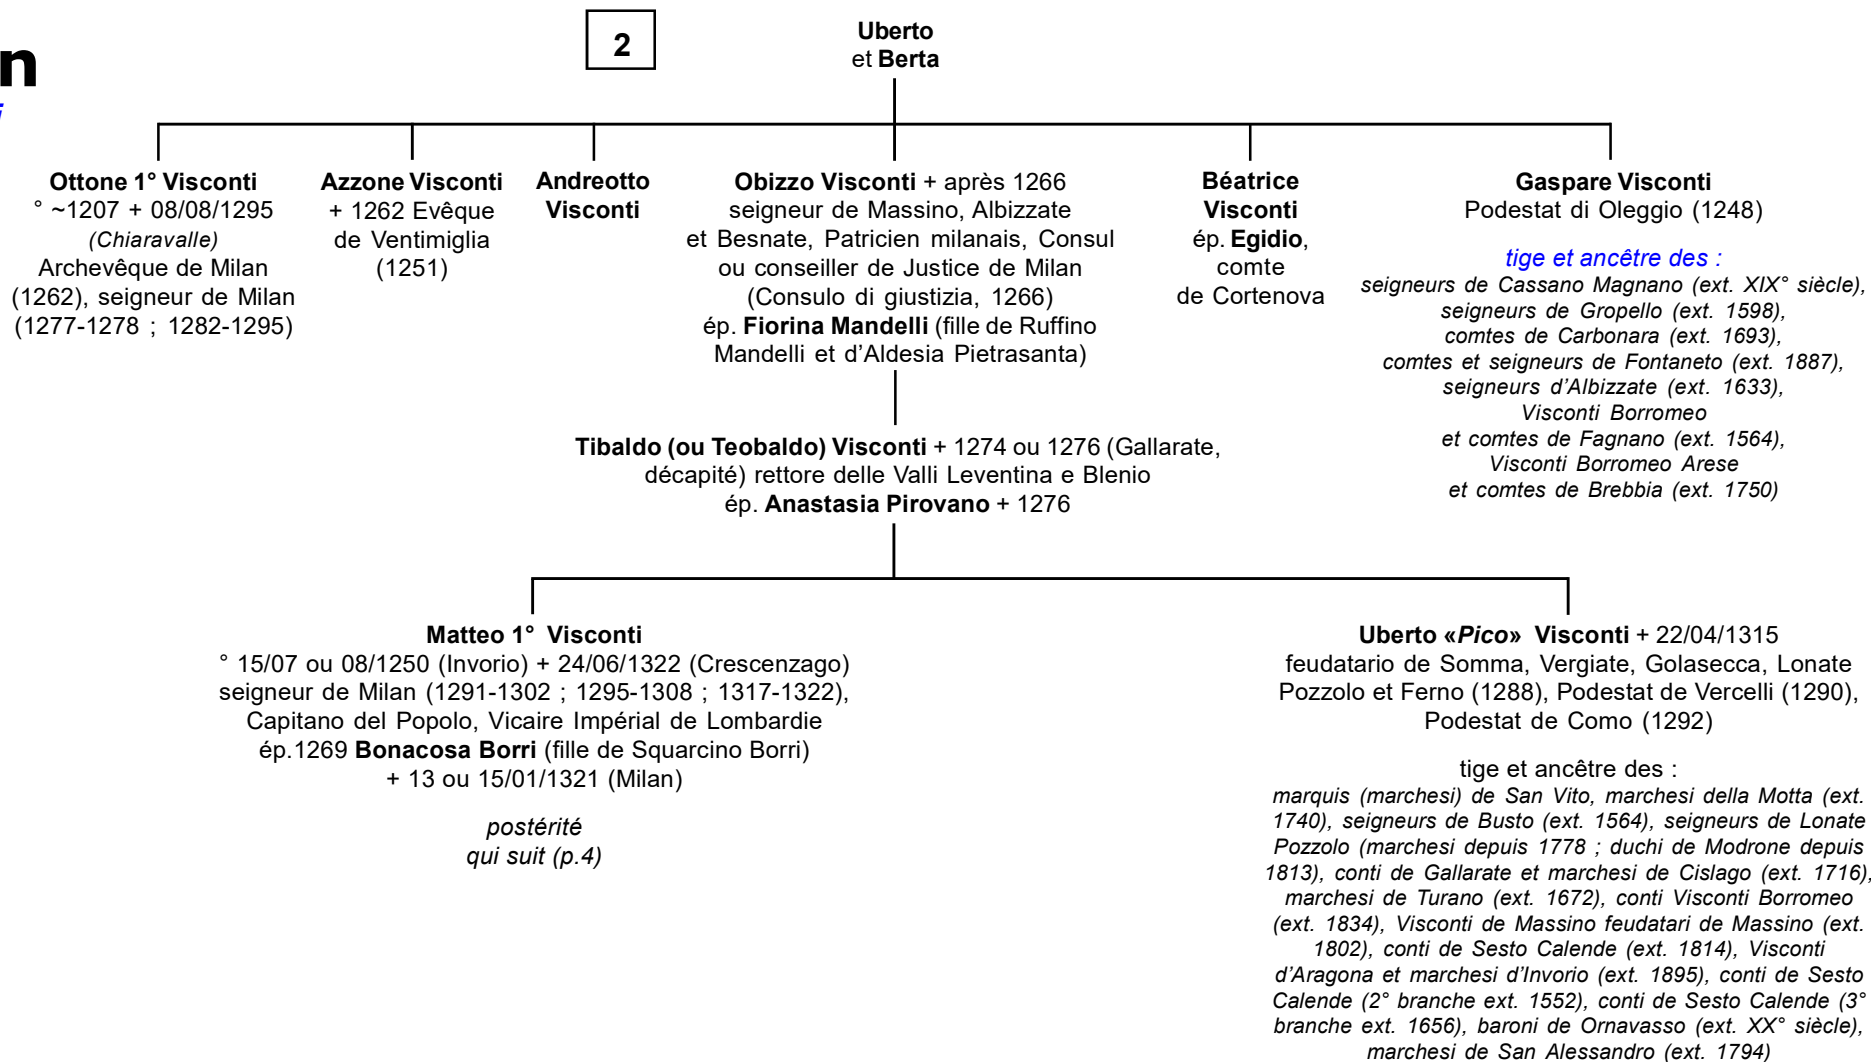 n
i
2
Uberto
et Berta
Ottone 1° Visconti
° ~1207 + 08/08/1295
(Chiaravalle)
Archevêque de Milan
(1262), seigneur de Milan
(1277-1278 ; 1282-1295)
Azzone Visconti
+ 1262 Evêque
de Ventimiglia
(1251)
Andreotto
Visconti
Obizzo Visconti + après 1266
seigneur de Massino, Albizzate
et Besnate, Patricien milanais, Consul
ou conseiller de Justice de Milan
(Consulo di giustizia, 1266)
ép. Fiorina Mandelli (fille de Ruffino
Mandelli et d’Aldesia Pietrasanta)
Béatrice
Visconti
ép. Egidio,
comte
de Cortenova
Gaspare Visconti
Podestat di Oleggio (1248)
tige et ancêtre des :
seigneurs de Cassano Magnano (ext. XIX° siècle),
seigneurs de Gropello (ext. 1598),
comtes de Carbonara (ext. 1693),
comtes et seigneurs de Fontaneto (ext. 1887),
seigneurs d’Albizzate (ext. 1633),
Visconti Borromeo
et comtes de Fagnano (ext. 1564),
Visconti Borromeo Arese
et comtes de Brebbia (ext. 1750)
Tibaldo (ou Teobaldo) Visconti + 1274 ou 1276 (Gallarate,
décapité) rettore delle Valli Leventina e Blenio
ép. Anastasia Pirovano + 1276
Matteo 1° Visconti
° 15/07 ou 08/1250 (Invorio) + 24/06/1322 (Crescenzago)
seigneur de Milan (1291-1302 ; 1295-1308 ; 1317-1322),
Capitano del Popolo, Vicaire Impérial de Lombardie
ép.1269 Bonacosa Borri (fille de Squarcino Borri)
+ 13 ou 15/01/1321 (Milan)
postérité
qui suit (p.4)
Uberto «Pico» Visconti + 22/04/1315
feudatario de Somma, Vergiate, Golasecca, Lonate
Pozzolo et Ferno (1288), Podestat de Vercelli (1290),
Podestat de Como (1292)
tige et ancêtre des :
marquis (marchesi) de San Vito, marchesi della Motta (ext.
1740), seigneurs de Busto (ext. 1564), seigneurs de Lonate
Pozzolo (marchesi depuis 1778 ; duchi de Modrone depuis
1813), conti de Gallarate et marchesi de Cislago (ext. 1716),
marchesi de Turano (ext. 1672), conti Visconti Borromeo
(ext. 1834), Visconti de Massino feudatari de Massino (ext.
1802), conti de Sesto Calende (ext. 1814), Visconti
d’Aragona et marchesi d’Invorio (ext. 1895), conti de Sesto
Calende (2° branche ext. 1552), conti de Sesto Calende (3°
branche ext. 1656), baroni de Ornavasso (ext. XX° siècle),
marchesi de San Alessandro (ext. 1794)